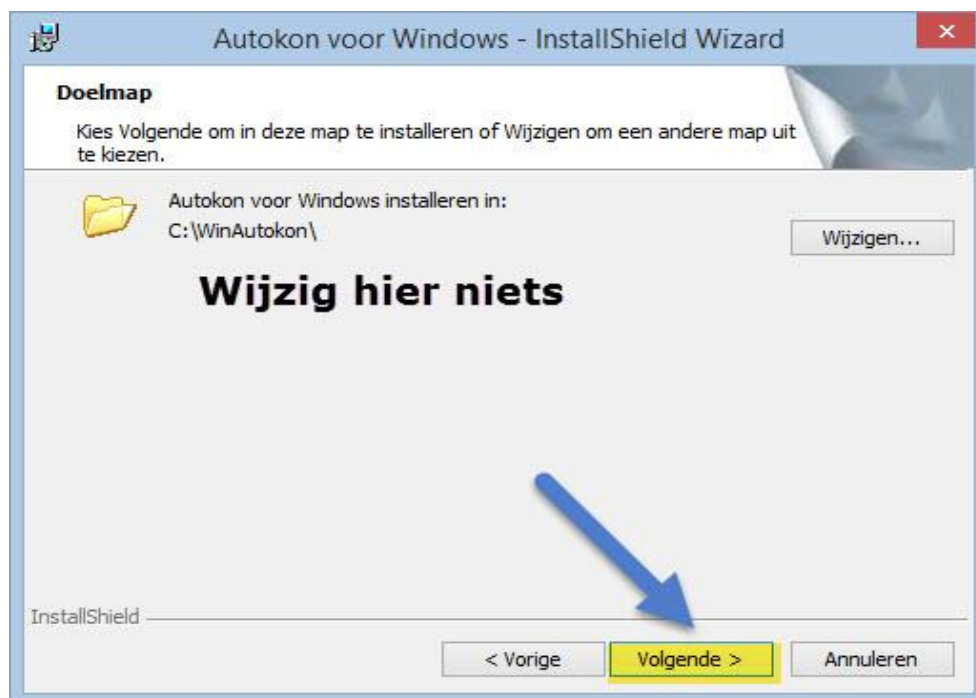 Autokon voor Windows - InstallShield Wizard
Doelmap
Kies Volgende om in deze map te installeren of Wijzigen om een andere map uit
te kiezen.
Autokon voor Windows installeren in:
C:\WinAutokon\
Wijzigen...
Wijzig hier niets
InstallShield
< Vorige
Volgende >
Annuleren